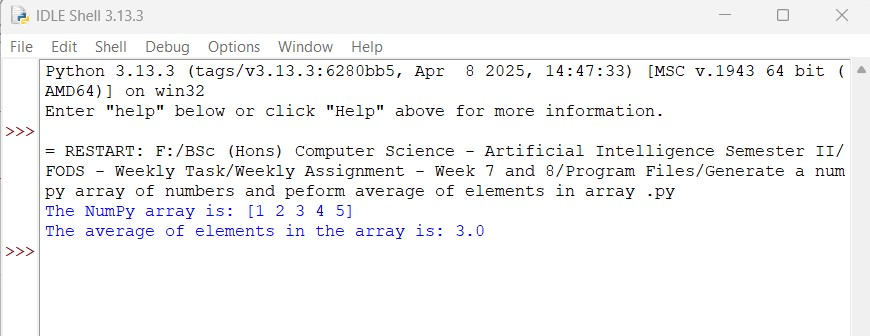 IDLE Shell 3.13.3
File Edit Shell Debug Options Window Help
Python 3.13.3 (tags/v3.13.3:6280bb5, Apr  8 2025, 14:47:33) [MSC v.1943 64 bit (
AMD64)] on win32
Enter "help" below or click "Help" above for more information.
>>>
= RESTART: F:/BSc (Hons) Computer Science - Artificial Intelligence Semester II/
FODS - Weekly Task/Weekly Assignment - Week 7 and 8/Program Files/Generate a num
py array of numbers and peform average of elements in array .py
The NumPy array is: [1 2 3 4 5]
The average of elements in the array is: 3.0
>>>